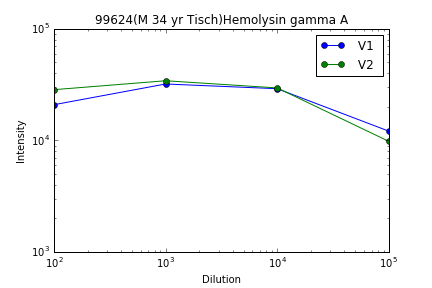 99624(M 34 yr Tisch)Hemolysin gamma A
10^5
10^4
10^3
Intensity
V1
V2
10^2 10^3 10^4 10^5
Dilution